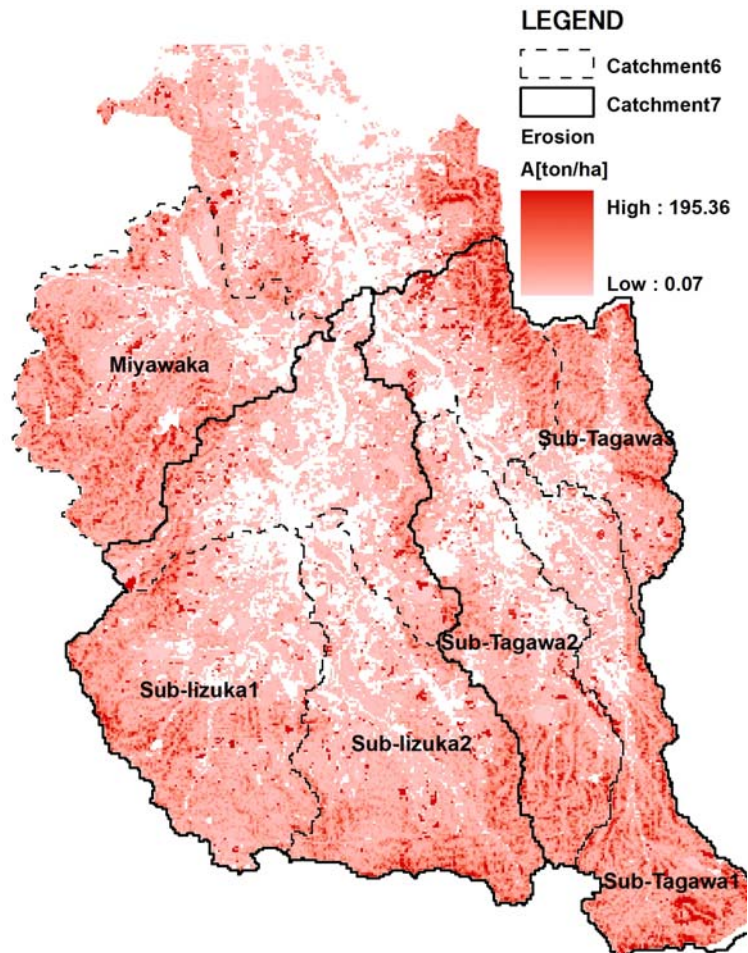 LEGEND
Catchment6
Catchment7
Erosion
A[ton/ha]
High : 195.36
Low : 0.07
Miyawaka
Sub-Tagawa3
Sub-Tagawa2
Sub-Iizuka1
Sub-Iizuka2
Sub-Tagawa1